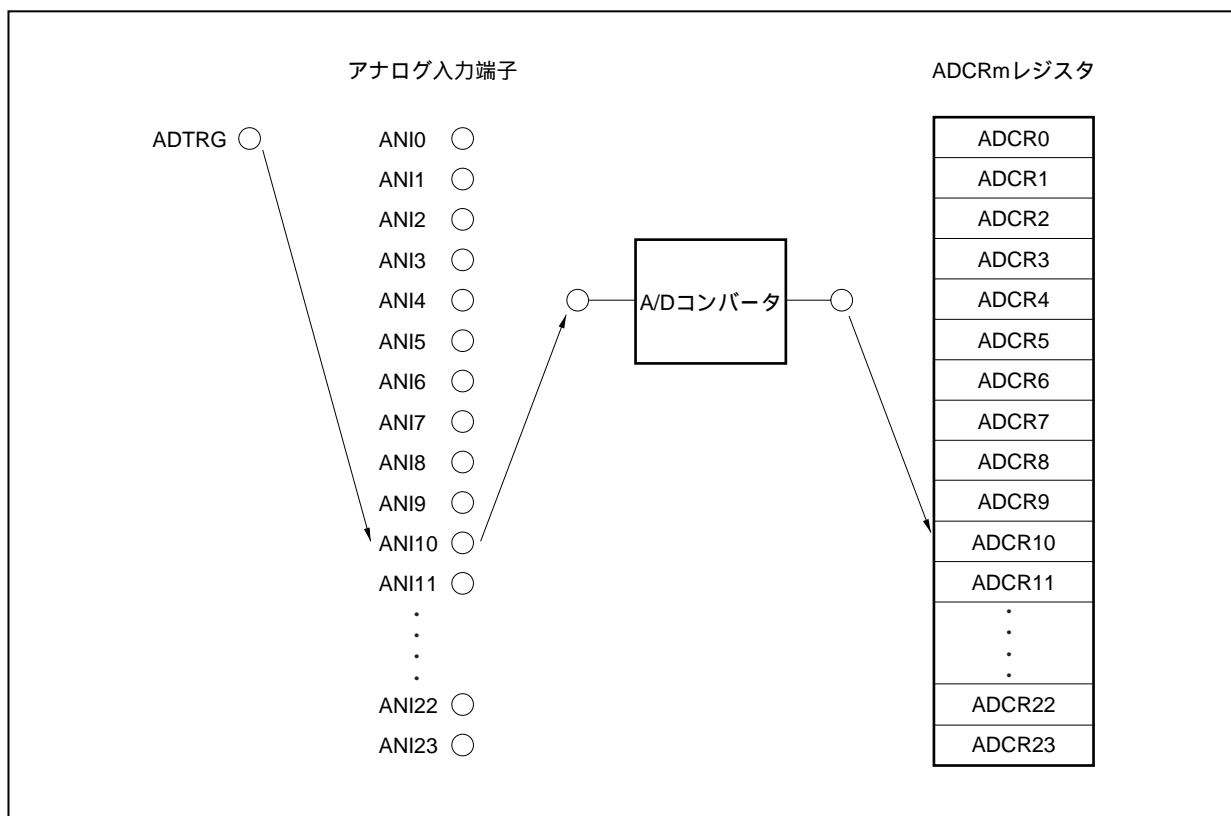 アナログ入力端子 ADCRmレジスタ
ADTRG ANI0 ADCR0
ANI1 ADCR1
ANI2 ADCR2
ANI3 ADCR3
ANI4 A/Dコンバータ ADCR4
ANI5 ADCR5
ANI6 ADCR6
ANI7 ADCR7
ANI8 ADCR8
ANI9 ADCR9
ANI10 ADCR10
ANI11 ADCR11
ANI22 ADCR22
ANI23 ADCR23